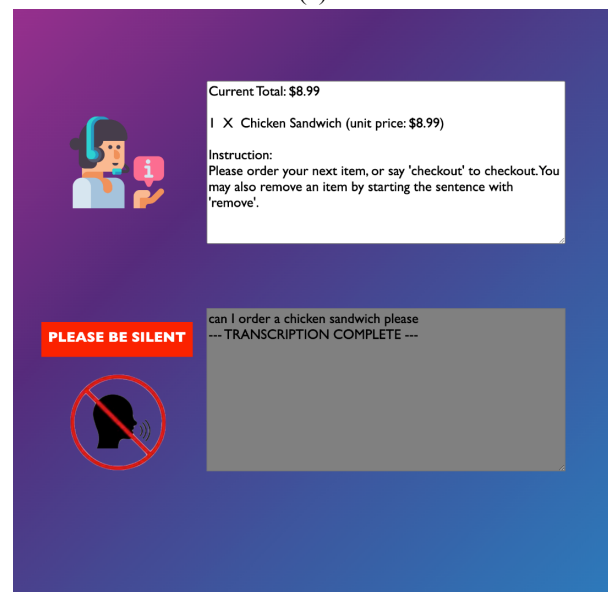 Current Total: $8.99
1 X Chicken Sandwich (unit price: $8.99)
Instruction:
Please order your next item, or say 'checkout' to checkout.You
may also remove an item by starting the sentence with
'remove'.
i
PLEASE BE SILENT
can I order a chicken sandwich please
--- TRANSCRIPTION COMPLETE ---